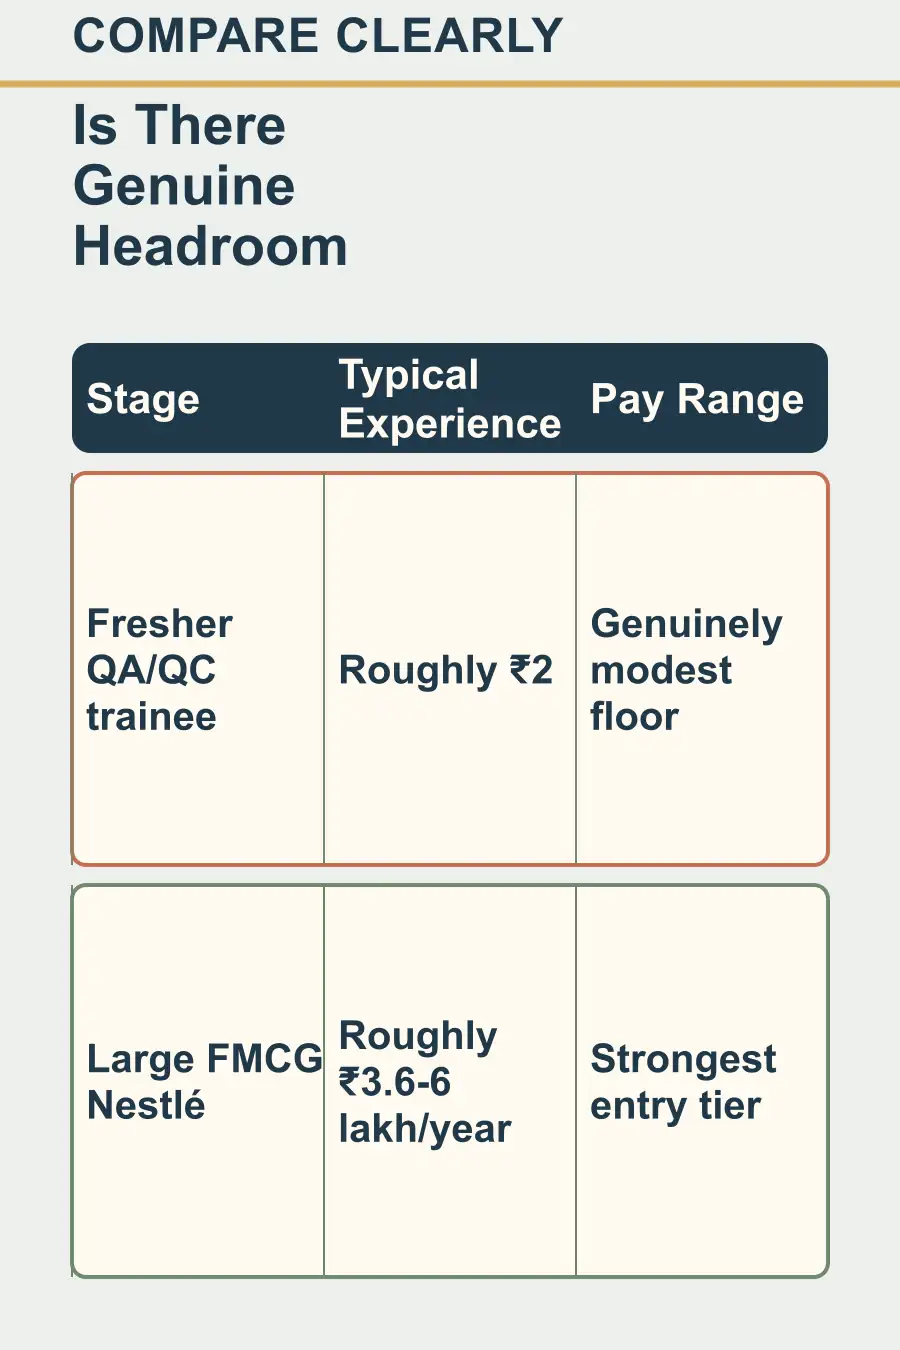 COMPARE CLEARLY
Is There
Genuine
Headroom
Stage
Typical
Experience
Pay Range
Fresher
QA/QC
trainee
Roughly ₹2
Genuinely
modest
floor
Large FMCG
Nestlé
Roughly
₹3.6-6
lakh/year
Strongest
entry tier